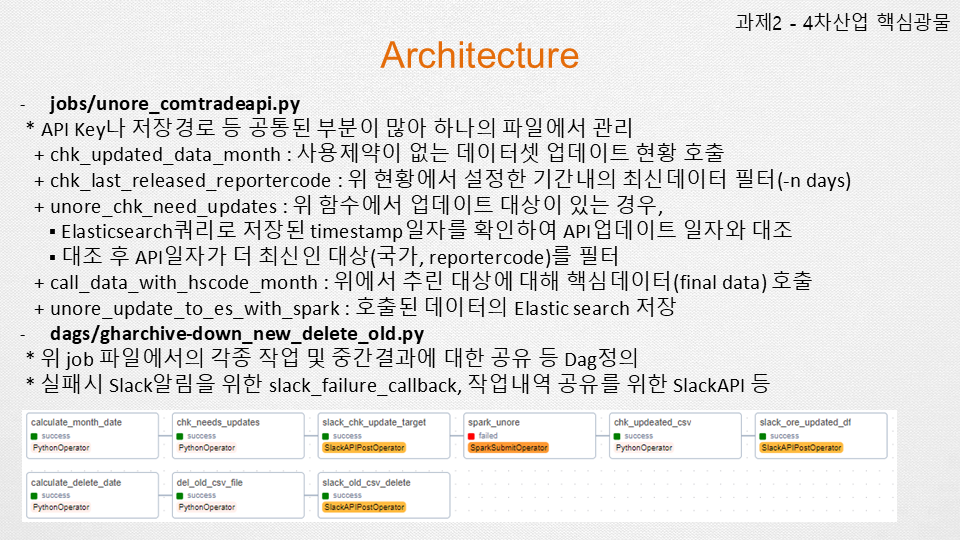 과제2 - 4차산업 핵심광물
Architecture
- jobs/unore_comtradeapi.py
* API Key나 저장경로 등 공통된 부분이 많아 하나의 파일에서 관리
+ chk_updated_data_month : 사용제약이 없는 데이터셋 업데이트 현황 호출
+ chk_last_released_reportercode : 위 현황에서 설정한 기간내의 최신데이터 필터(-n days)
+ unore_chk_need_updates : 위 함수에서 업데이트 대상이 있는 경우,
▪ Elasticsearch쿼리로 저장된 timestamp일자를 확인하여 API업데이트 일자와 대조
▪ 대조 후 API일자가 더 최신인 대상(국가, reportercode)를 필터
+ call_data_with_hscode_month : 위에서 추린 대상에 대해 핵심데이터(final data) 호출
+ unore_update_to_es_with_spark : 호출된 데이터의 Elastic search 저장
- dags/gharchive-down_new_delete_old.py
* 위 job 파일에서의 각종 작업 및 중간결과에 대한 공유 등 Dag정의
* 실패시 Slack알림을 위한 slack_failure_callback, 작업내역 공유를 위한 SlackAPI 등
calculate_month_date
success
PythonOperator
chk_needs_updates
success
PythonOperator
slack_chk_update_target
success
SlackAPIPostOperator
spark_unore
failed
SparkSubmitOperator
chk_updeated_csv
success
PythonOperator
slack_ore_updated_df
success
SlackAPIPostOperator
calculate_delete_date
success
PythonOperator
del_old_csv_file
success
PythonOperator
slack_old_csv_delete
success
SlackAPIPostOperator